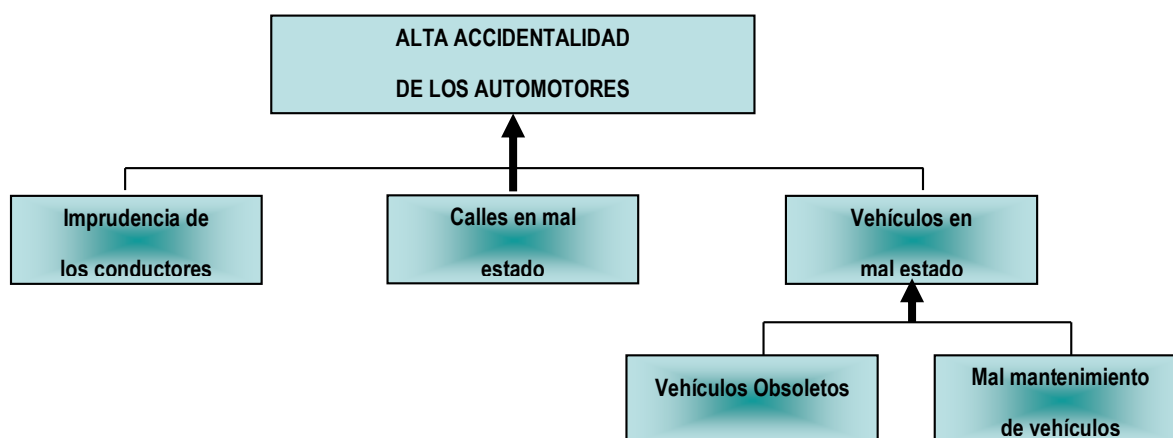 ALTA ACCIDENTALIDAD
DE LOS AUTOMOTORES
Imprudencia de
los conductores
Calles en mal
estado
Vehículos en
mal estado
Vehículos Obsoletos
Mal mantenimiento
de vehículos